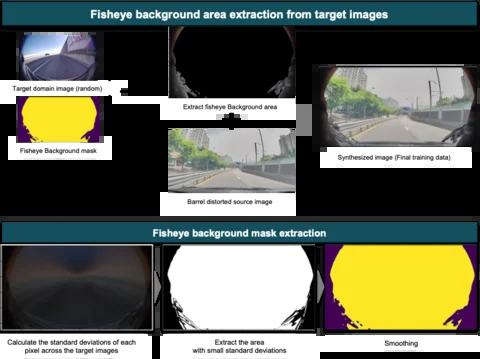 Fisheye background area extraction from target images
Target domain image (random)
Extract fisheye Background area
Fisheye Background mask
Synthesized image (Final training data)
Barrel distorted source image
Fisheye background mask extraction
Calculate the standard deviations of each
pixel across the target images
Extract the area
with small standard deviations
Smoothing